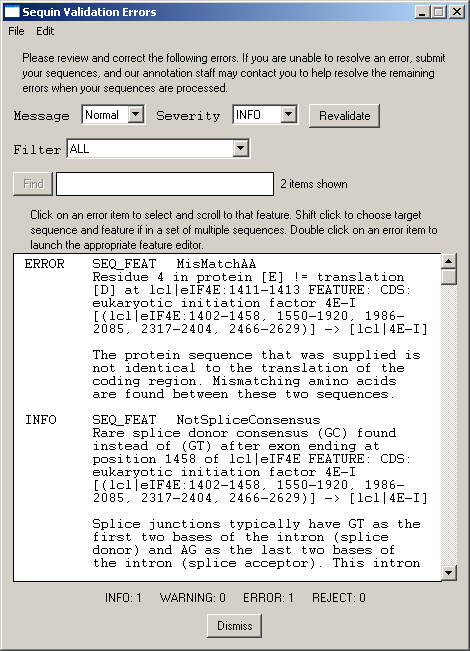 Sequin Validation Errors
File Edit
Please review and correct the following errors. If you are unable to resolve an error, submit
your sequences, and our annotation staff may contact you to help resolve the remaining
errors when your sequences are processed.
Message Normal Severity INFO Revalidate
Filter ALL
Find 2 items shown
Click on an error item to select and scroll to that feature. Shift click to choose target
sequence and feature if in a set of multiple sequences. Double click on an error item to
launch the appropriate feature editor.
ERROR SEQ_FEAT MisMatchAA
Residue 4 in protein [E] != translation
[D] at lcl|eIF4E:1411-1413 FEATURE: CDS:
eukaryotic initiation factor 4E-I
[(lcl|eIF4E:1402-1458, 1550-1920, 1986-
2085, 2317-2404, 2466-2629)] -> [lcl|4E-I]
The protein sequence that was supplied is
not identical to the translation of the
coding region. Mismatching amino acids
are found between these two sequences.
INFO SEQ_FEAT NotSpliceConsensus
Rare splice donor consensus (GC) found
instead of (GT) after exon ending at
position 1458 of lcl|eIF4E FEATURE: CDS:
eukaryotic initiation factor 4E-I
[(lcl|eIF4E:1402-1458, 1550-1920, 1986-
2085, 2317-2404, 2466-2629)] -> [lcl|4E-I]
Splice junctions typically have GT as the
first two bases of the intron (splice
donor) and AG as the last two bases of
the intron (splice acceptor). This intron
INFO: 1 WARNING: 0 ERROR: 1 REJECT: 0
Dismiss